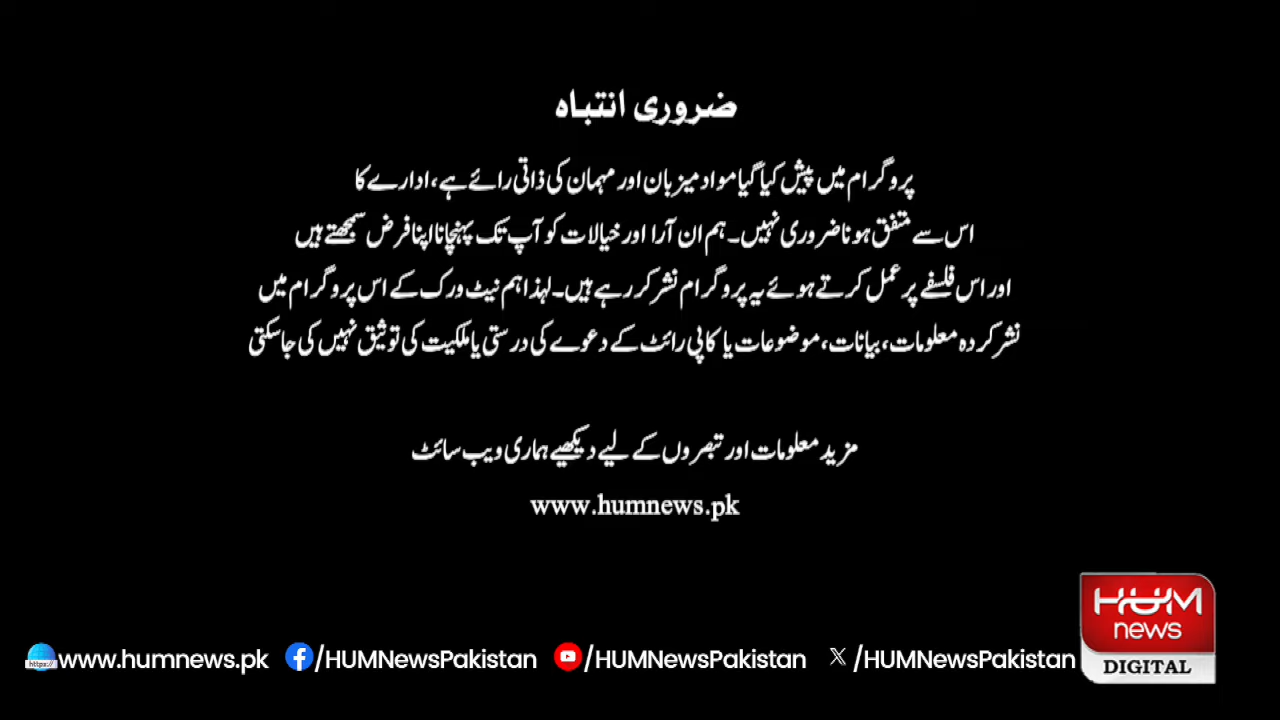 ضروری انتباہ
پروگرام میں پیش کیا گیا مواد میزبان اور مہمان کی ذاتی رائے ہے، ادارے کا
اس سے متفق ہونا ضروری نہیں۔ ہم ان آرا اور خیالات کو آپ تک پہنچانا اپنا فرض سمجھتے ہیں
اور اس فلسفے پر عمل کرتے ہوئے یہ پروگرام نشر کر رہے ہیں۔ لہذا ہم نیٹ ورک کے اس پروگرام میں
نشر کردہ معلومات، بیانات، موضوعات یا کاپی رائٹ کے دعوے کی درستی یا ملکیت کی توثیق نہیں کی جا سکتی
مزید معلومات اور تبصروں کے لیے دیکھیے ہماری ویب سائٹ
www.humnews.pk
HUM
news
DIGITAL
https:// www.humnews.pk /HUMNewsPakistan /HUMNewsPakistan X /HUMNewsPakistan